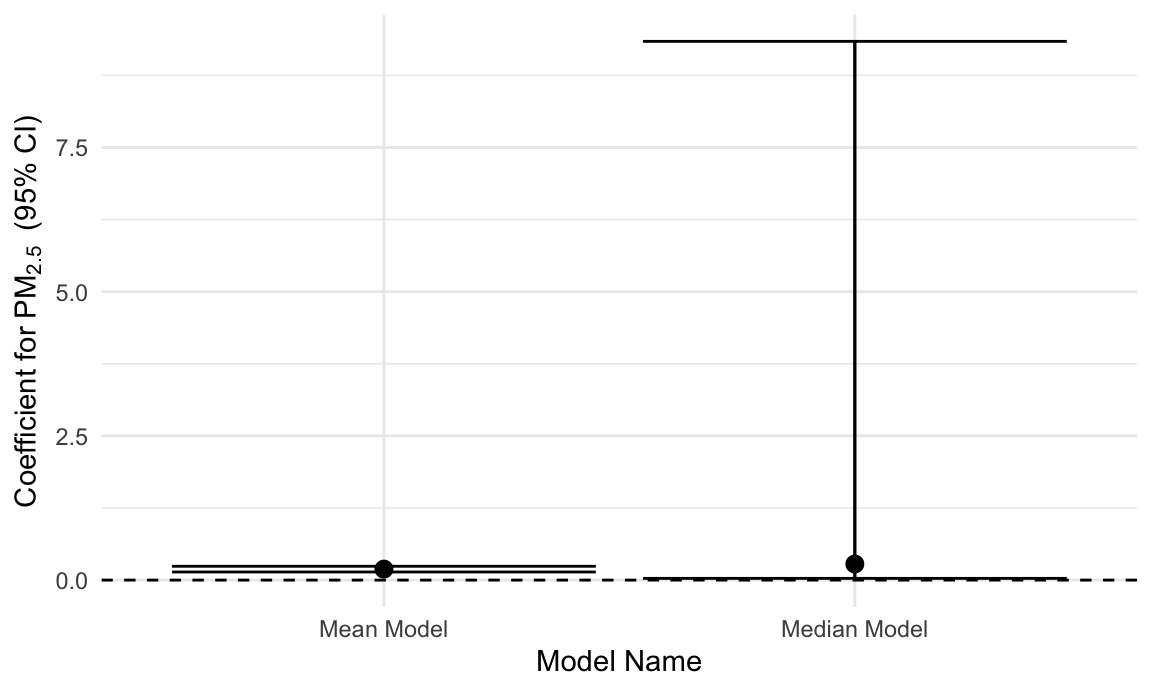 Coefficient for PM2.5 (95% CI)
7.5
5.0
2.5
0.0
Mean Model
Median Model
Model Name